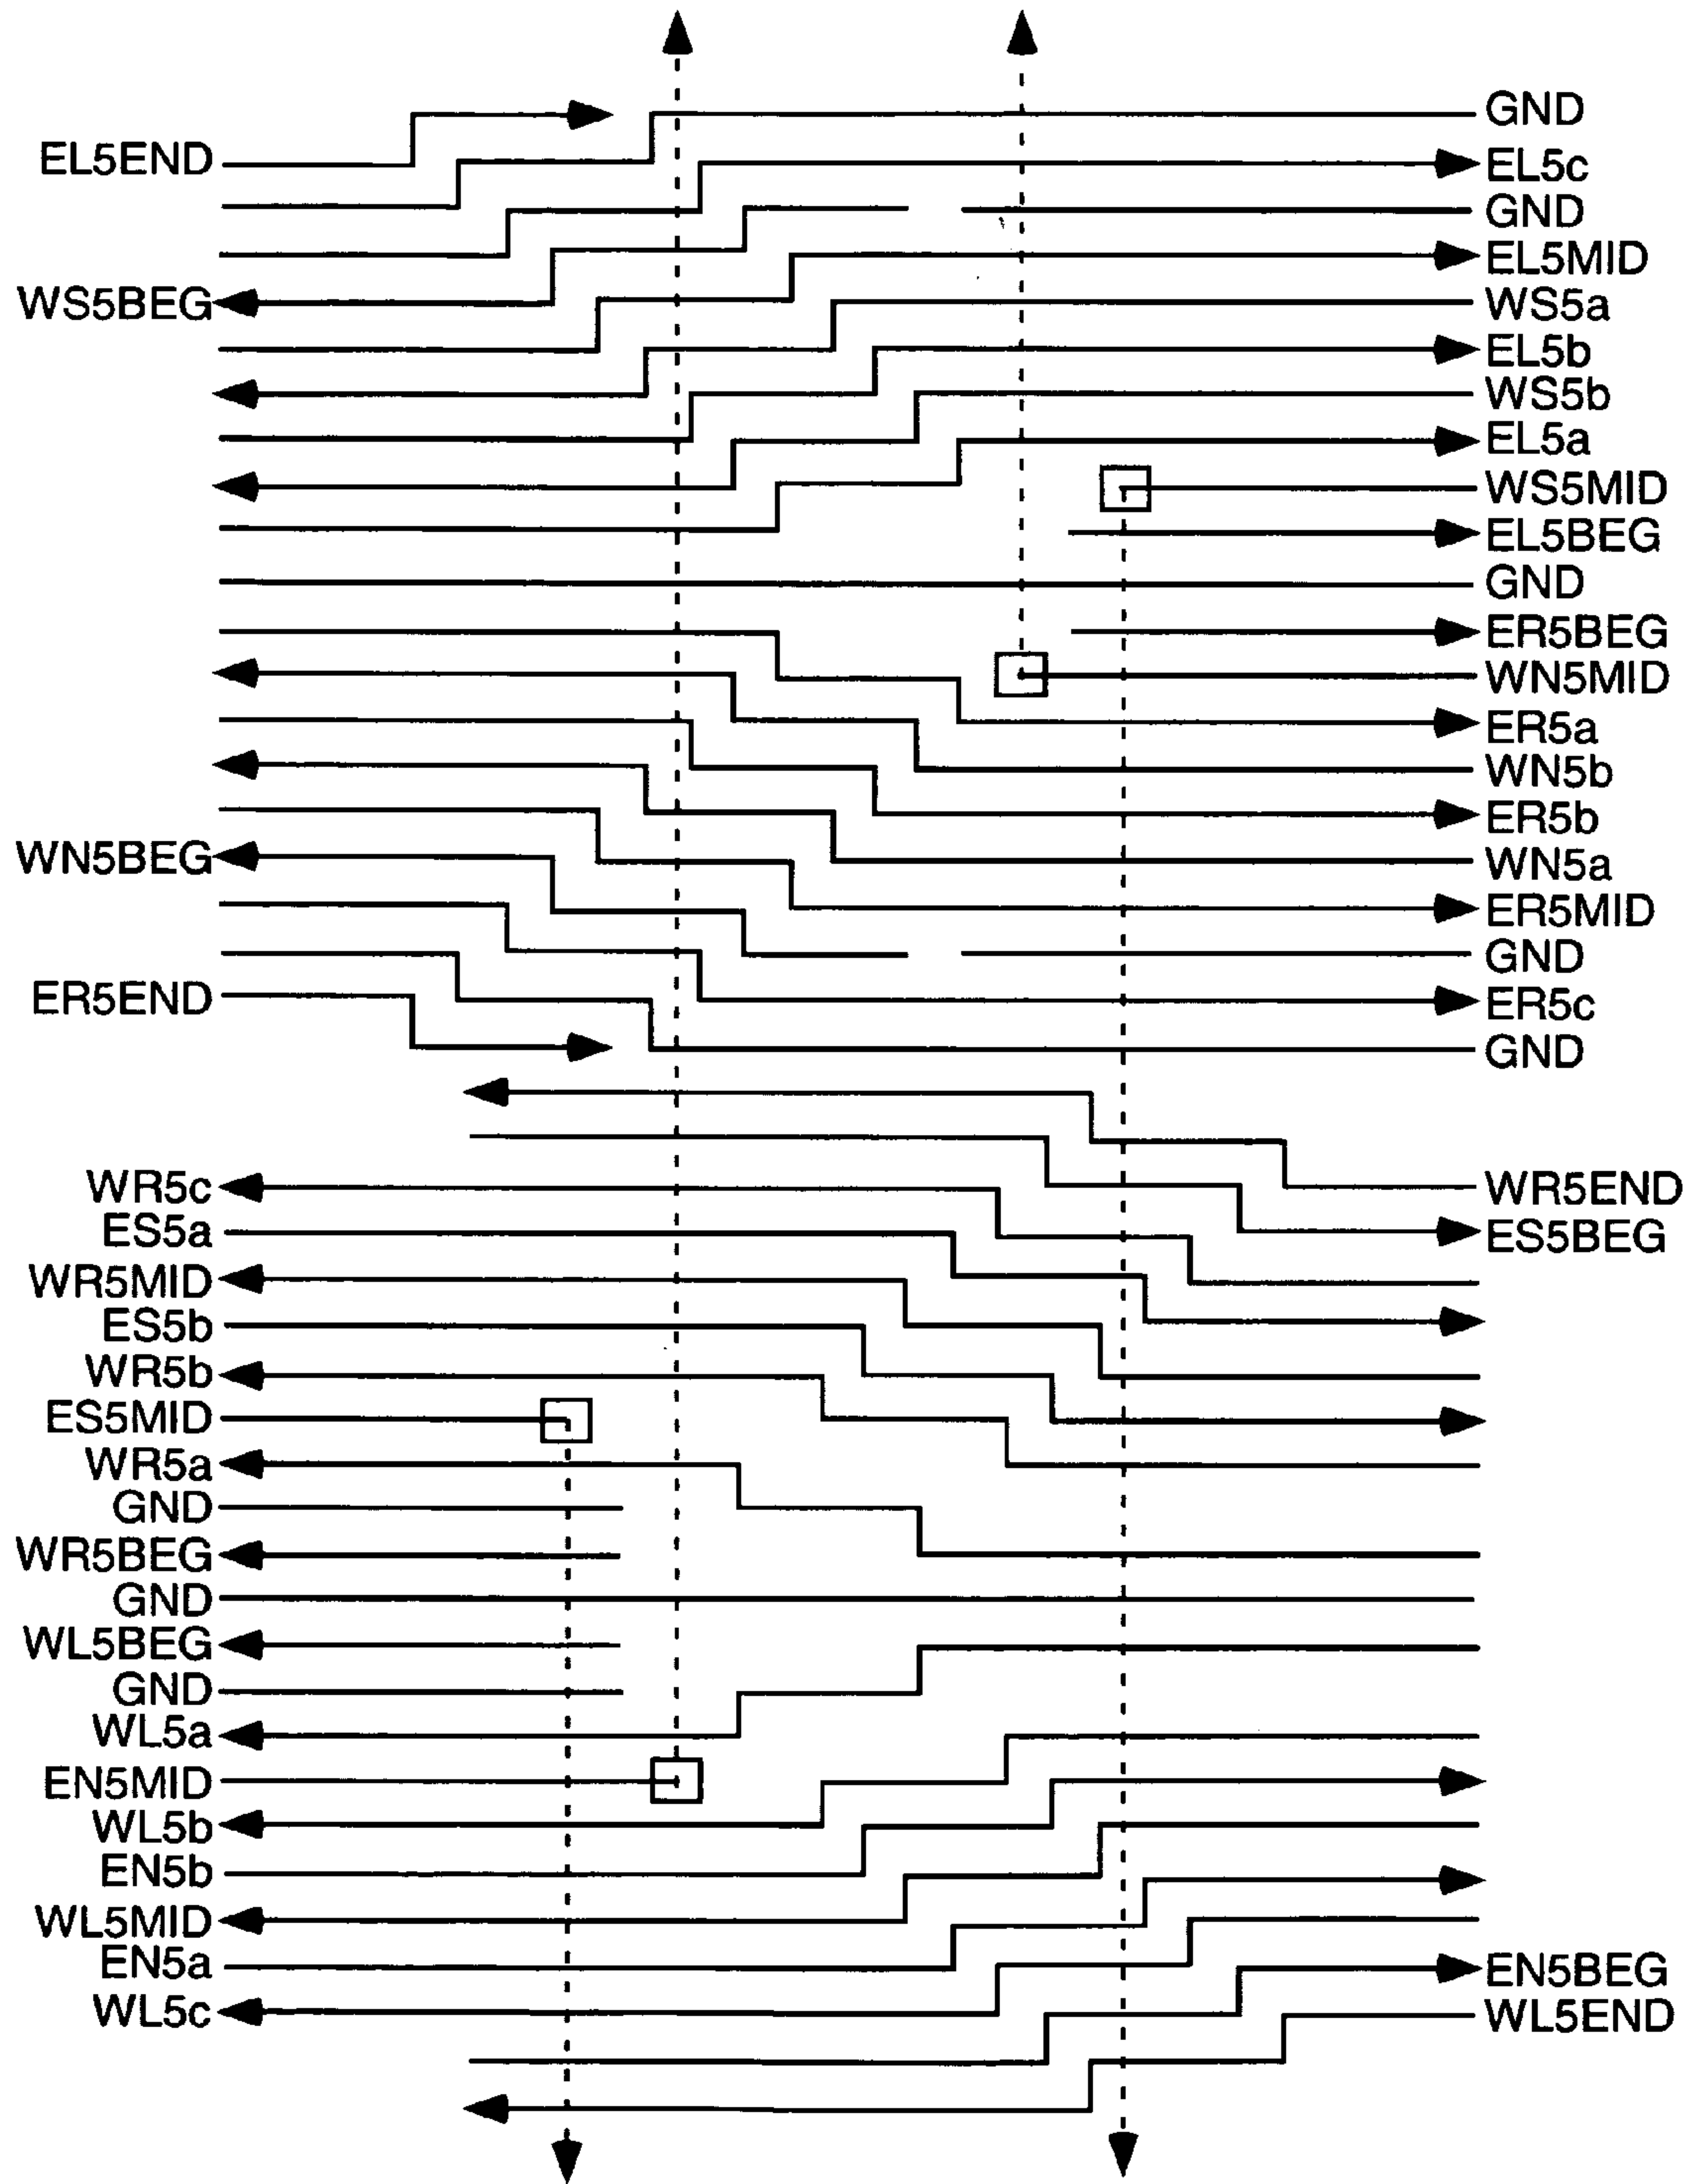 GND
EL5END
EL5c
GND
EL5MID
WS5BEG
WS5a
EL5b
WS5b
EL5a
WS5MID
EL5BEG
GND
ER5BEG
WN5MID
ER5a
WN5b
ER5b
WN5BEG
WN5a
ER5MID
GND
ER5END
ER5c
GND
WR5c
WR5END
ES5a
ES5BEG
WR5MID
ES5b
WR5b
ES5MID
WR5a
GND
WR5BEG
GND
WL5BEG
GND
WL5a
EN5MID
WL5b
EN5b
WL5MID
EN5a
EN5BEG
WL5c
WL5END